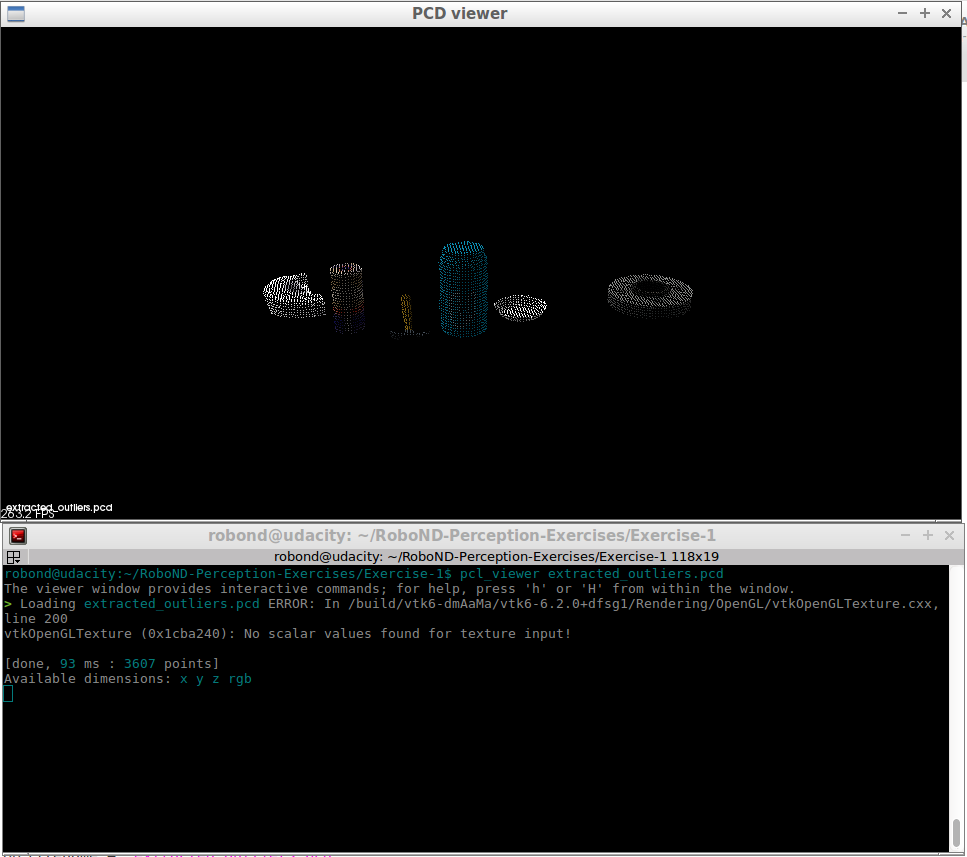 PCD viewer
extracted_outliers.pcd
263.2 FPS
robond@udacity: ~/RoboND-Perception-Exercises/Exercise-1
robond@udacity: ~/RoboND-Perception-Exercises/Exercise-1 118x19
robond@udacity:~/RoboND-Perception-Exercises/Exercise-1$ pcl_viewer extracted_outliers.pcd
The viewer window provides interactive commands; for help, press 'h' or 'H' from within the window.
> Loading extracted_outliers.pcd ERROR: In /build/vtk6-dmAaMa/vtk6-6.2.0+dfsg1/Rendering/OpenGL/vtkOpenGLTexture.cxx,
line 200
vtkOpenGLTexture (0x1cba240): No scalar values found for texture input!
[done, 93 ms : 3607 points]
Available dimensions: x y z rgb